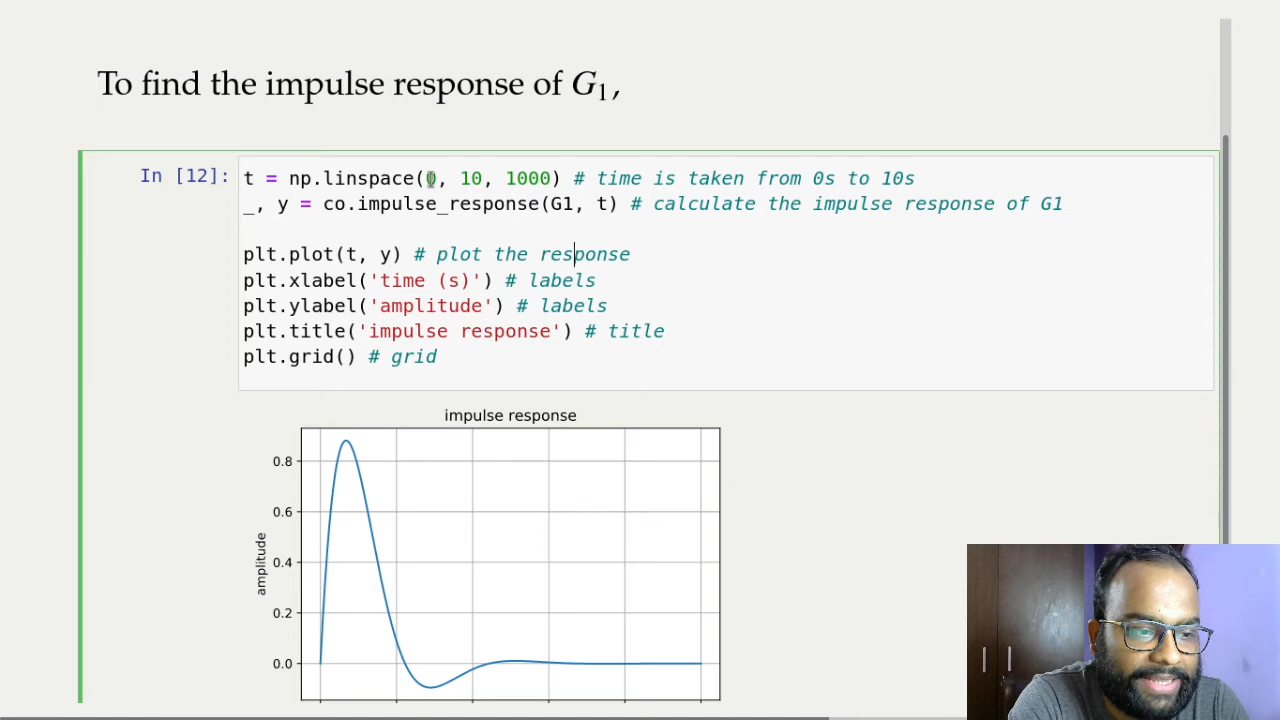 To find the impulse response of G1,
In [12]:
t = np.linspace(0, 10, 1000) # time is taken from 0s to 10s
_, y = co.impulse_response(G1, t) # calculate the impulse response of G1
plt.plot(t, y) # plot the response
plt.xlabel('time (s)') # labels
plt.ylabel('amplitude') # labels
plt.title('impulse response') # title
plt.grid() # grid
impulse response
0.8
0.6
0.4
0.2
0.0
amplitude